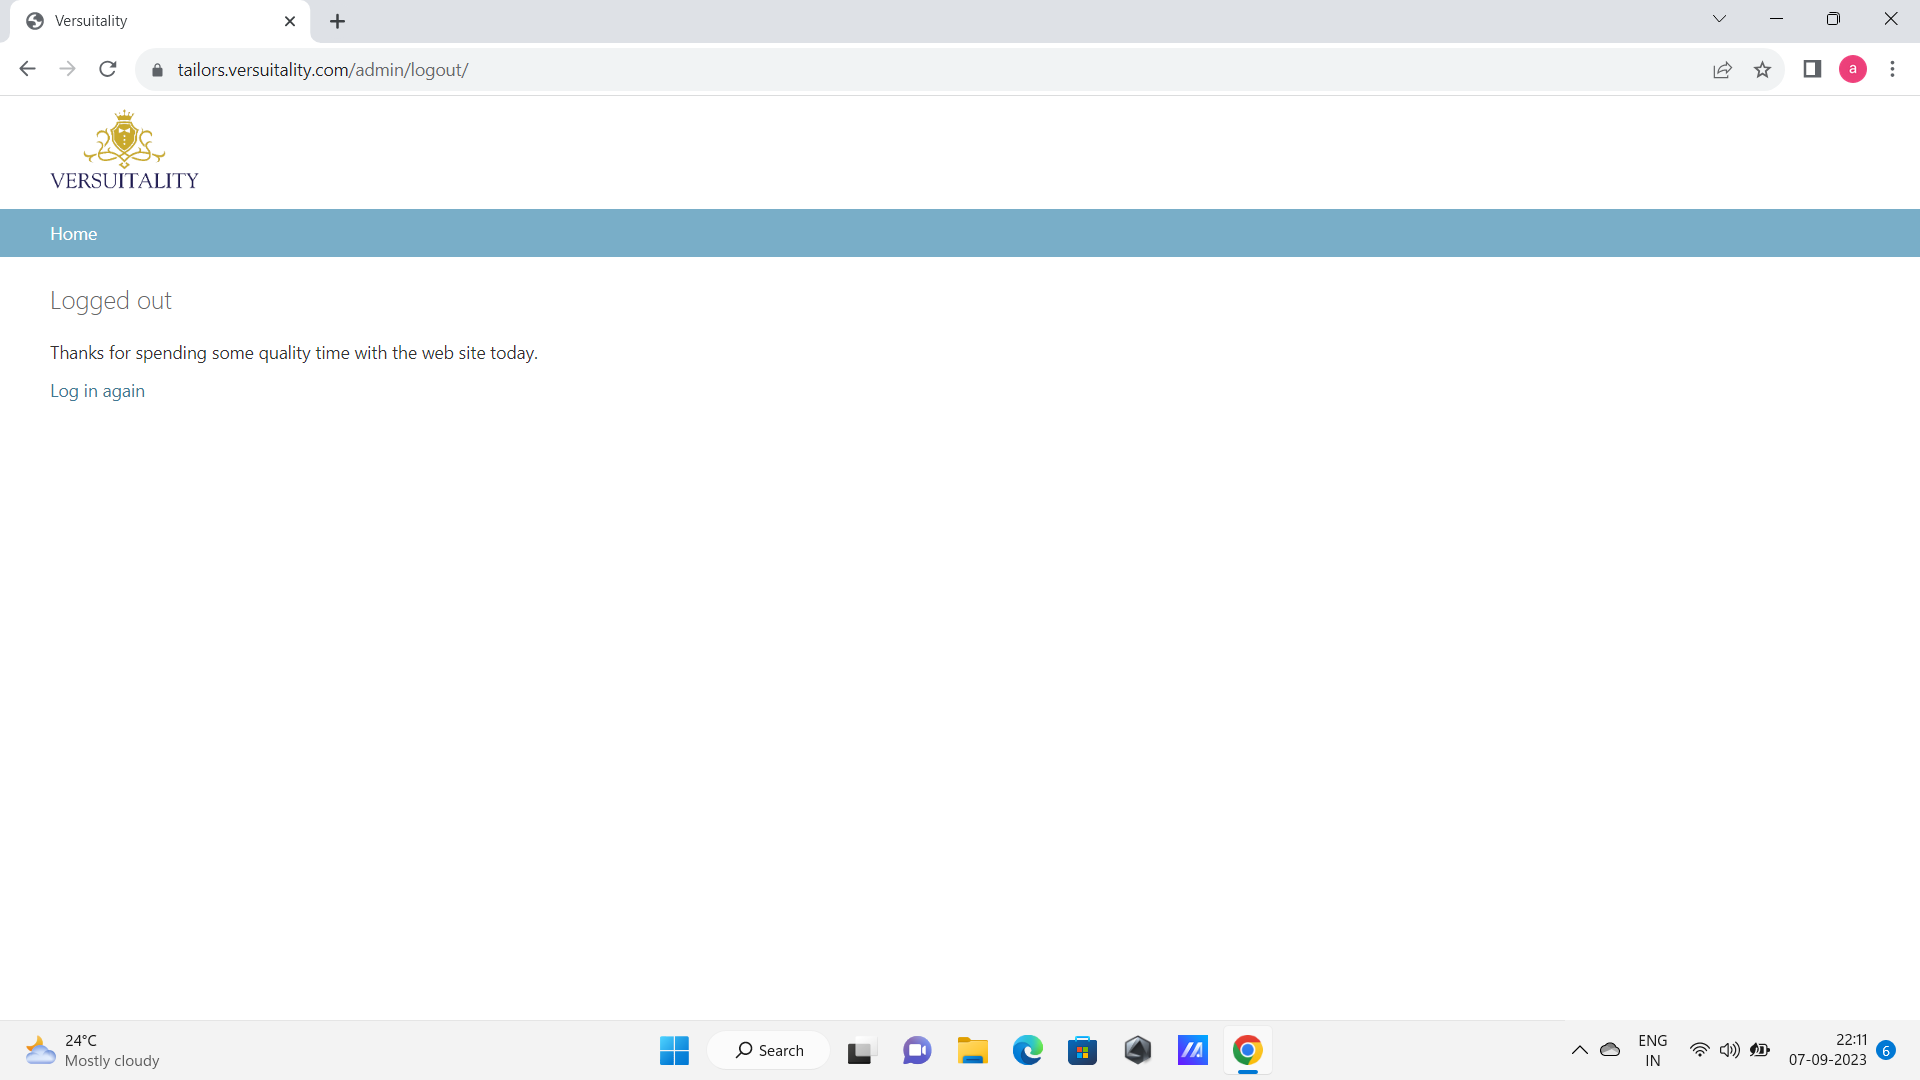 Versuitality
tailors.versuitality.com/admin/logout/
a
VERSUITALITY
Home
Logged out
Thanks for spending some quality time with the web site today.
Log in again
24°C
Mostly cloudy
Search
ENG
IN
22:11
07-09-2023
6